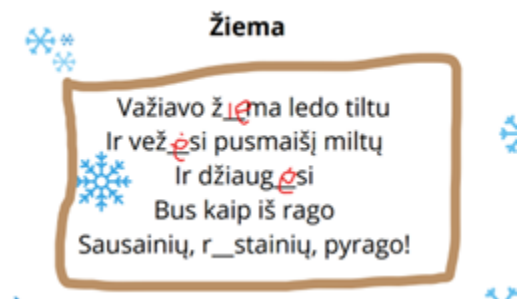 Žiema
Važiavo žiema ledo tiltu
Ir vežėsi pusmaišį miltų
Ir džiaugėsi
Bus kaip iš rago
Sausainių, r__stainių, pyrago!